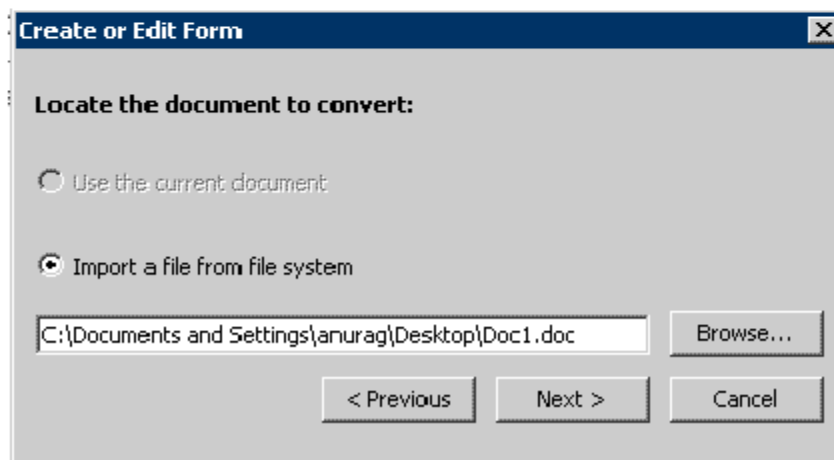 Create or Edit Form
Locate the document to convert:
Use the current document
Import a file from file system
C:\Documents and Settings\anurag\Desktop\Doc1.doc
Browse...
< Previous
Next >
Cancel